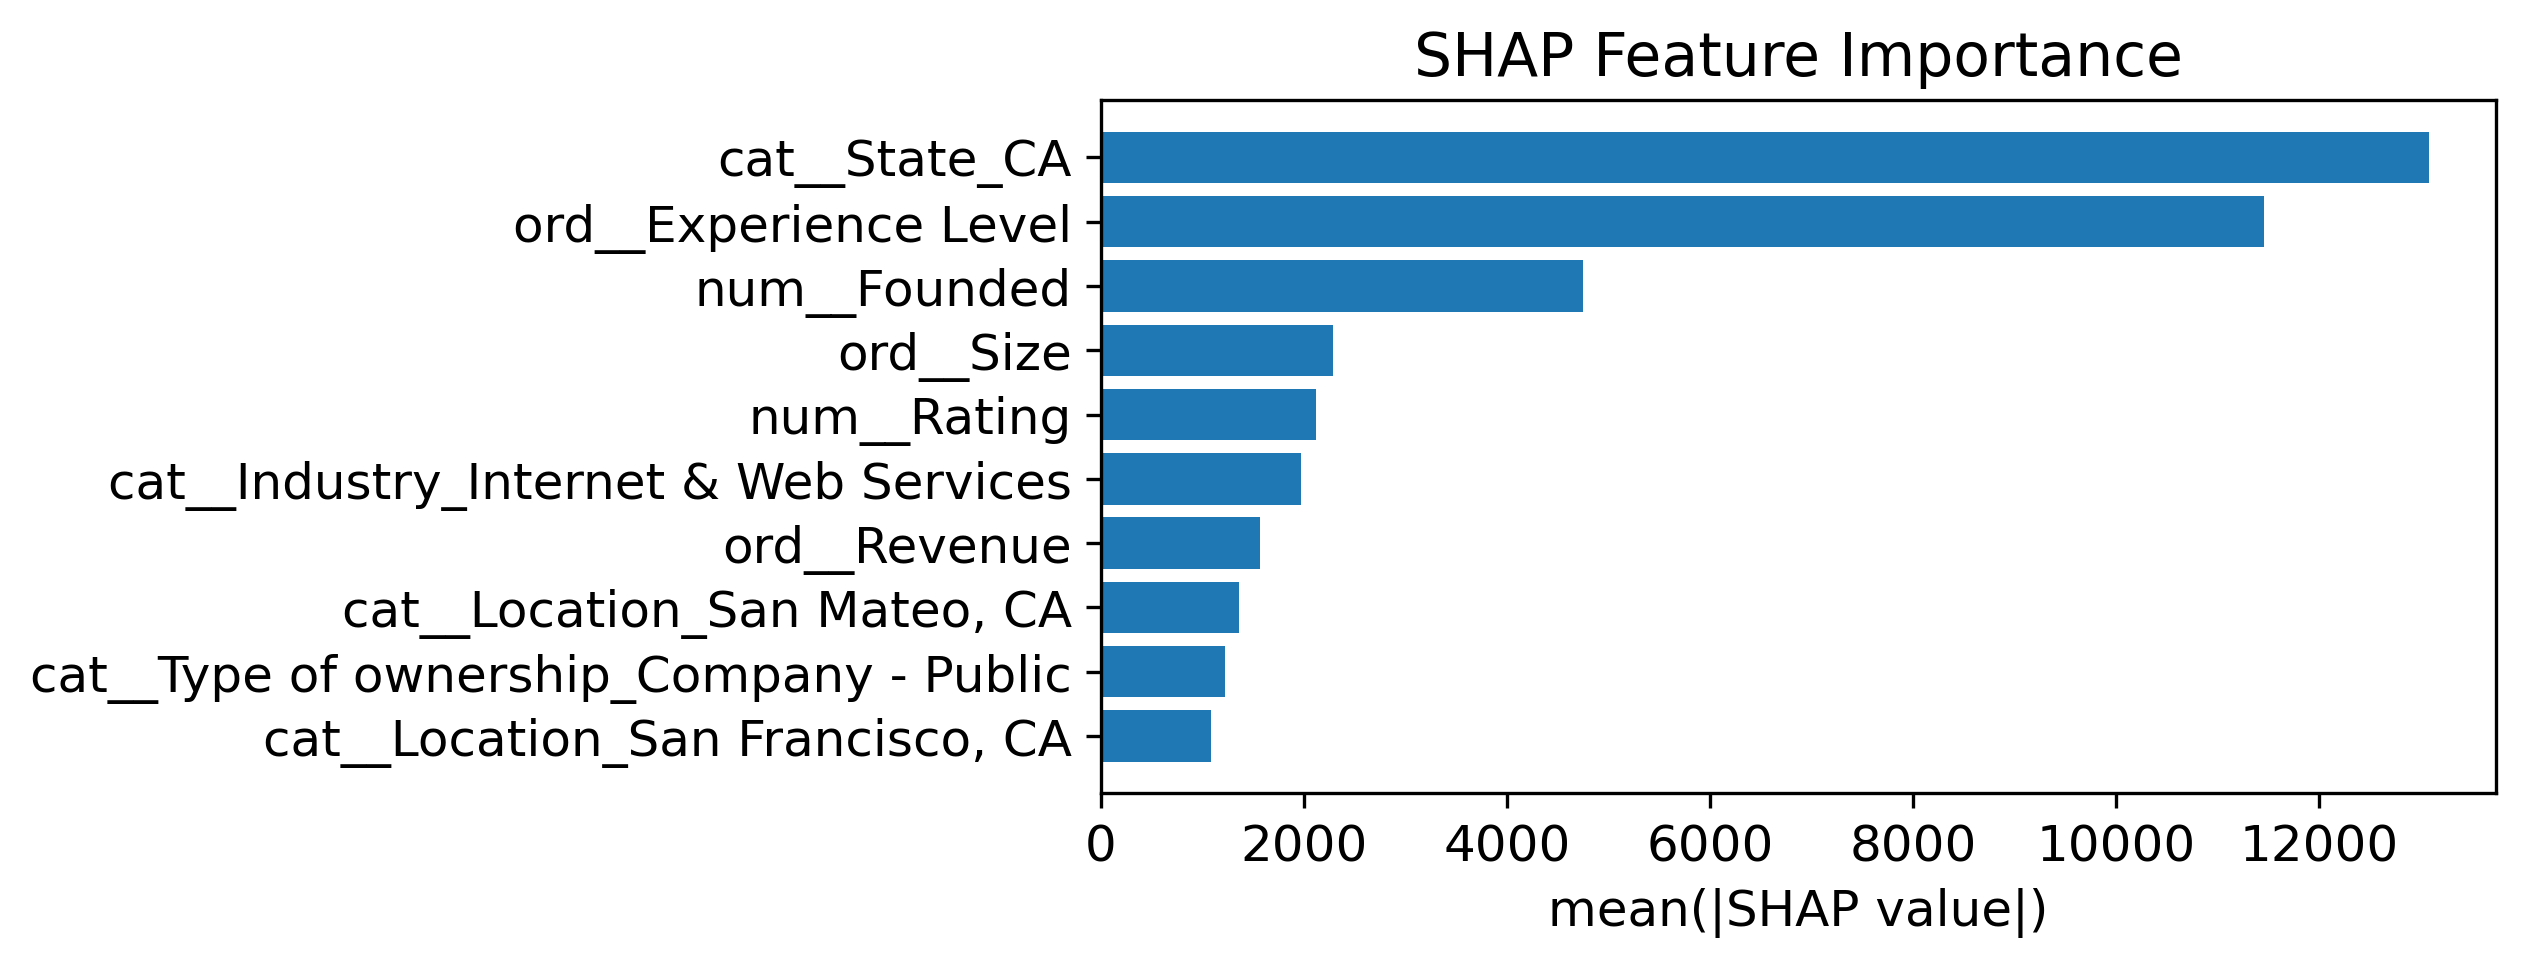 SHAP Feature Importance
cat__State_CA
ord__Experience Level
num__Founded
ord__Size
num__Rating
cat__Industry_Internet & Web Services
ord__Revenue
cat__Location_San Mateo, CA
cat__Type of ownership_Company - Public
cat__Location_San Francisco, CA
0 2000 4000 6000 8000 10000 12000
mean(|SHAP value|)